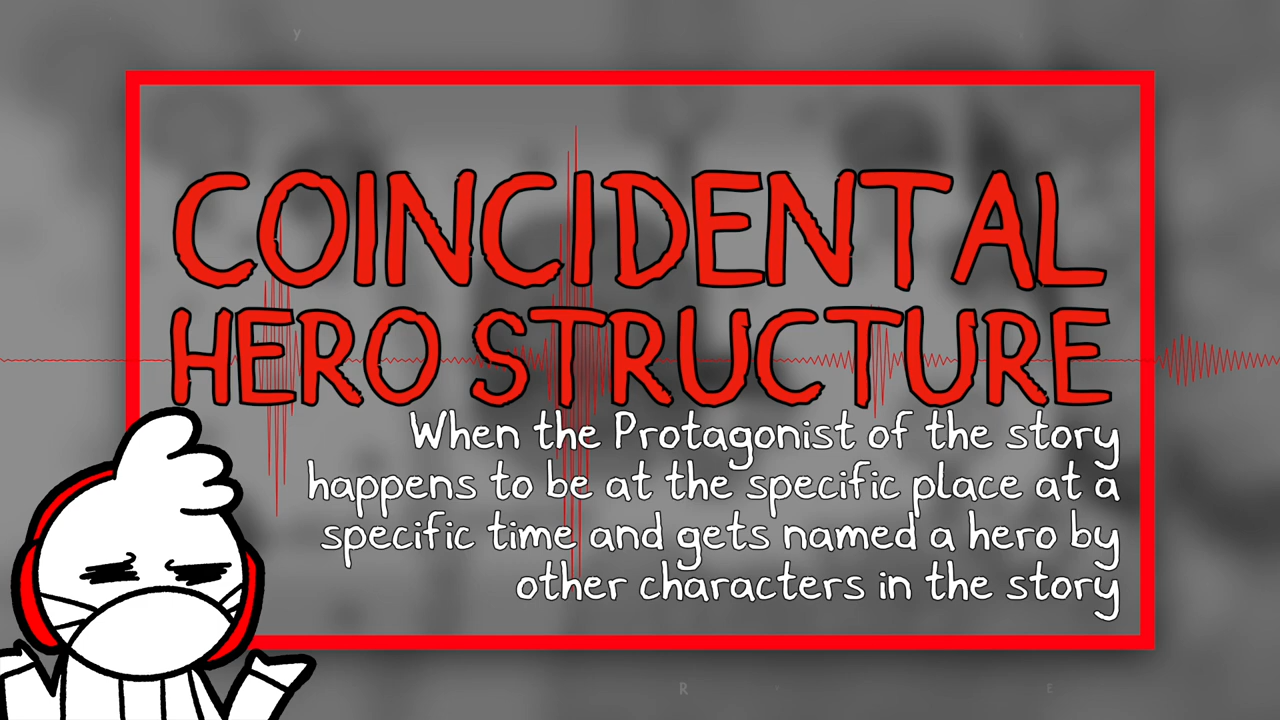 Y
COINCIDENTAL
HERO STRUCTURE
When the Protagonist of the story
happens to be at the specific place at a
specific time and gets named a hero by
other characters in the story
R
E